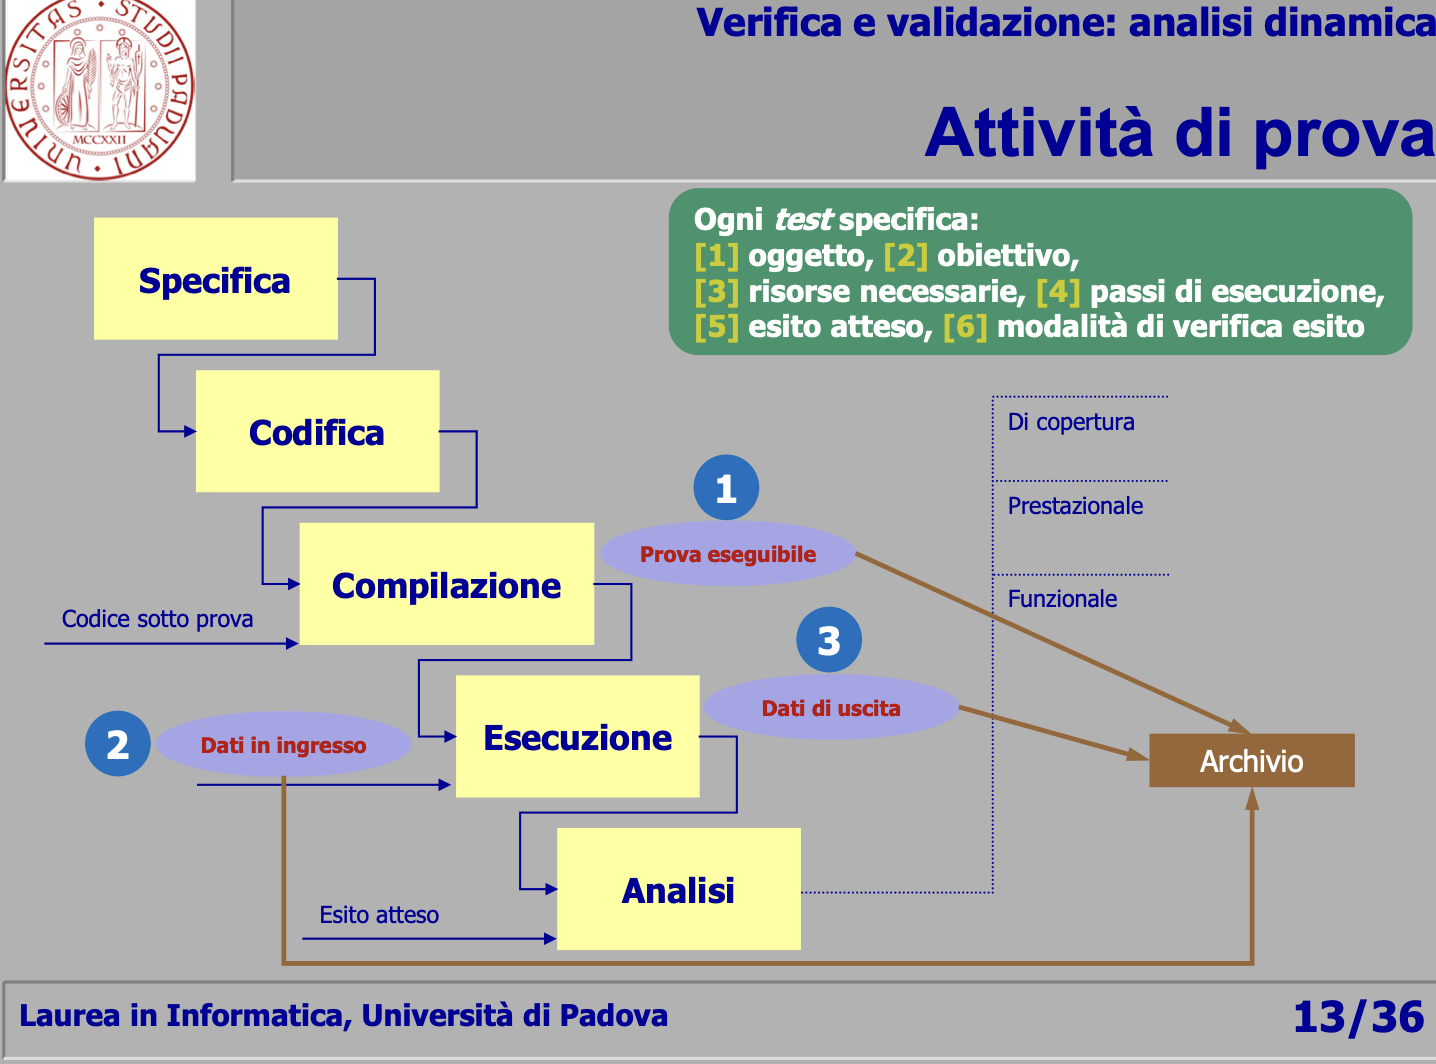 UNIVERSITAS STUDII PADUANI
MCCXXII
Verifica e validazione: analisi dinamica
Attività di prova
Ogni test specifica:
[1] oggetto, [2] obiettivo,
[3] risorse necessarie, [4] passi di esecuzione,
[5] esito atteso, [6] modalità di verifica esito
Specifica
Codifica
Di copertura
1
Prestazionale
Prova eseguibile
Compilazione
Funzionale
Codice sotto prova
3
Dati di uscita
2
Dati in ingresso
Esecuzione
Archivio
Analisi
Esito atteso
Laurea in Informatica, Università di Padova
13/36